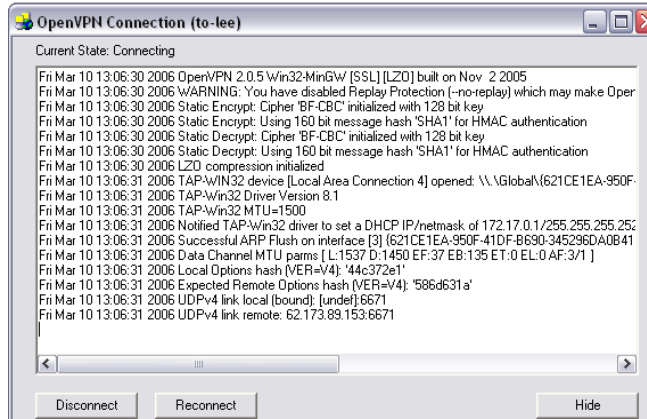 OpenVPN Connection (to-lee)
Current State: Connecting
Fri Mar 10 13:06:30 2006 OpenVPN 2.0.5 Win32-MinGW [SSL] [LZO] built on Nov 2 2005
Fri Mar 10 13:06:30 2006 WARNING: You have disabled Replay Protection (--no-replay) which may make Oper
Fri Mar 10 13:06:30 2006 Static Encrypt: Cipher 'BF-CBC' initialized with 128 bit key
Fri Mar 10 13:06:30 2006 Static Encrypt: Using 160 bit message hash 'SHA1' for HMAC authentication
Fri Mar 10 13:06:30 2006 Static Decrypt: Cipher 'BF-CBC' initialized with 128 bit key
Fri Mar 10 13:06:30 2006 Static Decrypt: Using 160 bit message hash 'SHA1' for HMAC authentication
Fri Mar 10 13:06:30 2006 LZO compression initialized
Fri Mar 10 13:06:31 2006 TAP-WIN32 device [Local Area Connection 4] opened: \\.\Global\{621CE1EA-950F-
Fri Mar 10 13:06:31 2006 TAP-Win32 Driver Version 8.1
Fri Mar 10 13:06:31 2006 TAP-Win32 MTU=1500
Fri Mar 10 13:06:31 2006 Notified TAP-Win32 driver to set a DHCP IP/netmask of 172.17.0.1/255.255.255.252
Fri Mar 10 13:06:31 2006 Successful ARP Flush on interface [3] {621CE1EA-950F-41DF-B690-345296DA0B41
Fri Mar 10 13:06:31 2006 Data Channel MTU parms [ L:1537 D:1450 EF:37 EB:135 ET:0 EL:0 AF:3/1 ]
Fri Mar 10 13:06:31 2006 Local Options hash (VER=V4): '44c372e1'
Fri Mar 10 13:06:31 2006 Expected Remote Options hash (VER=V4): '586d631a'
Fri Mar 10 13:06:31 2006 UDPv4 link local (bound): [undef]:6671
Fri Mar 10 13:06:31 2006 UDPv4 link remote: 62.173.89.153:6671
Disconnect
Reconnect
Hide